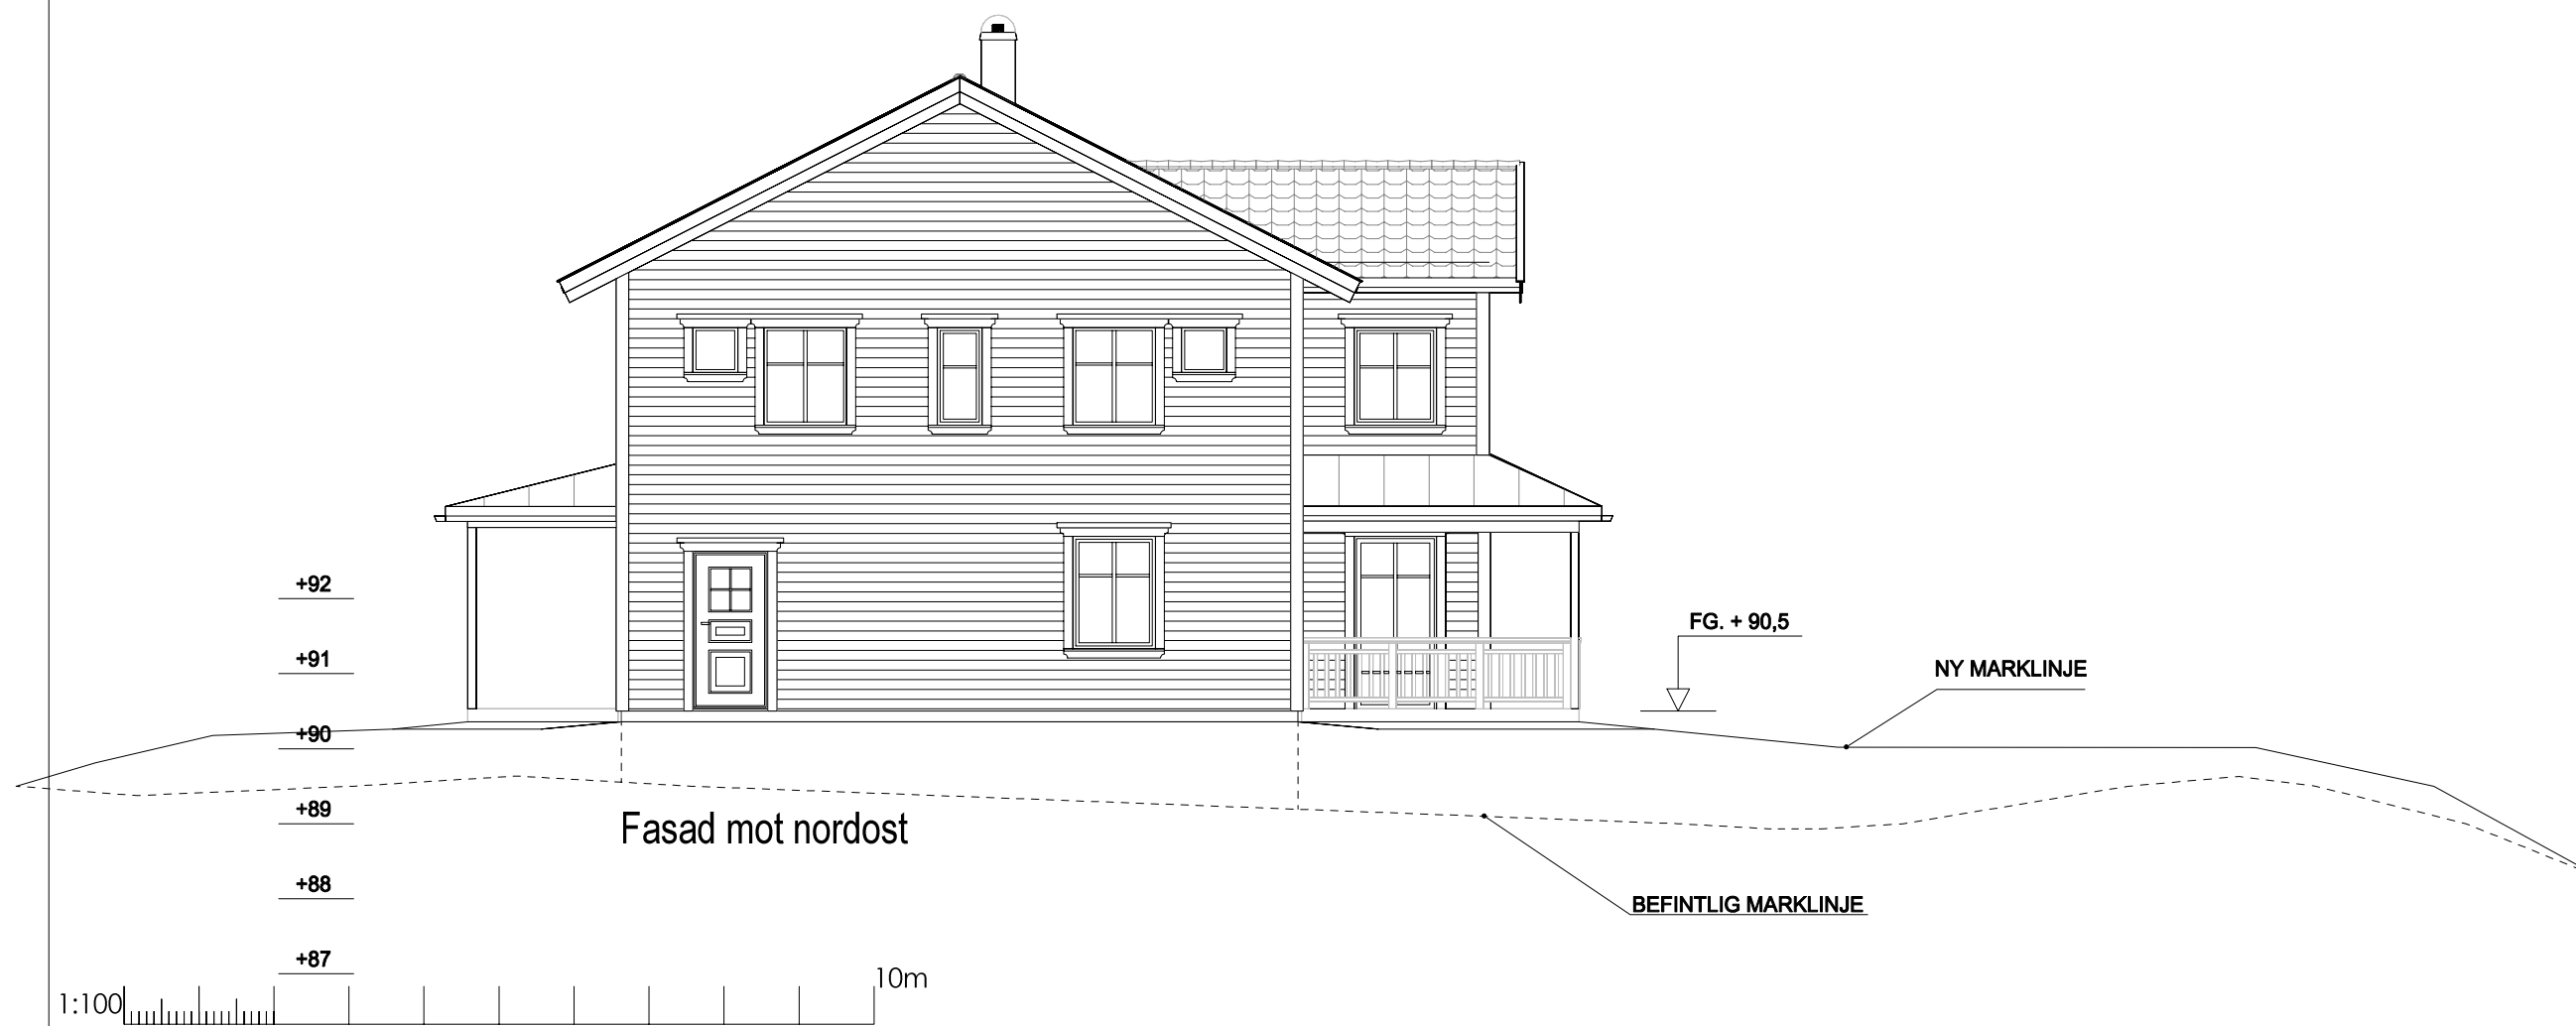 +92
FG. + 90,5
+91
NY MARKLINJE
+90
+89
Fasad mot nordost
+88
BEFINTLIG MARKLINJE
+87
10m
1:100